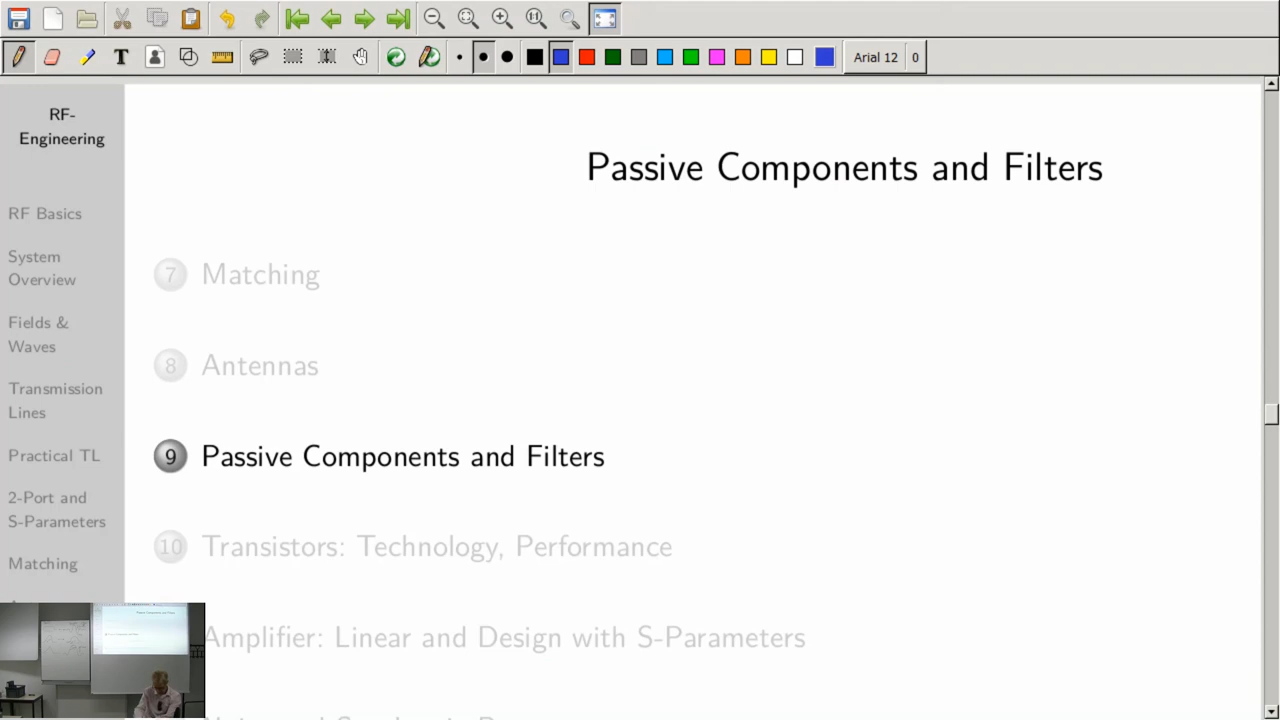 Arial 12
0
RF-
Engineering
RF Basics
System
Overview
Fields &
Waves
Transmission
Lines
Practical TL
2-Port and
S-Parameters
Matching
Passive Components and Filters
7 Matching
8 Antennas
9 Passive Components and Filters
10 Transistors: Technology, Performance
Amplifier: Linear and Design with S-Parameters